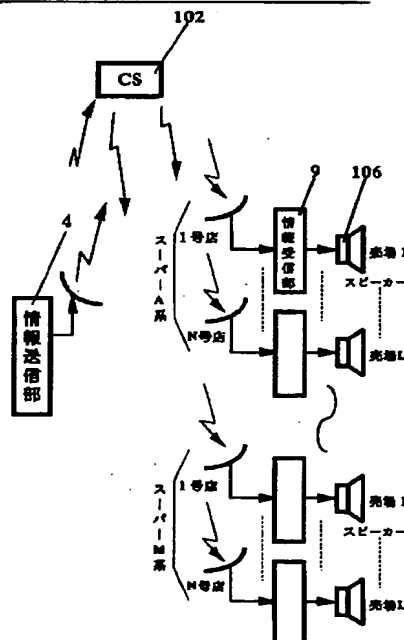 102
CS
9
106
4
情報送信部
スーパーA系
1号店
情報受信部
売場1
スピーカー
N号店
売場L
スーパーM系
1号店
売場1
スピーカー
N号店
売場L